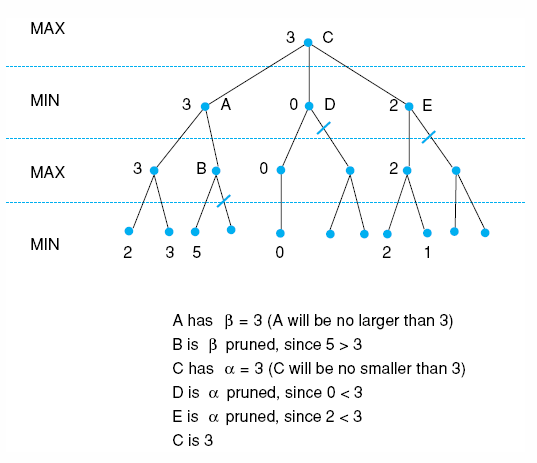 MAX
3 C
MIN
3 A 0 D 2 E
MAX
3 B 0 2
MIN
2 3 5 0 2 1
A has β = 3 (A will be no larger than 3)
B is β pruned, since 5 > 3
C has α = 3 (C will be no smaller than 3)
D is α pruned, since 0 < 3
E is α pruned, since 2 < 3
C is 3